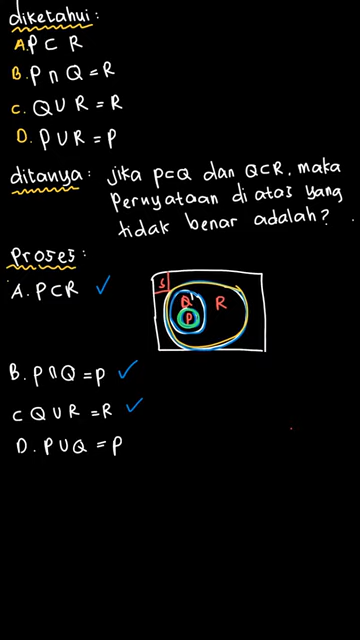 diketahui:
A. P ⊂ R
B. P ∩ Q = R
C. Q ∪ R = R
D. P ∪ R = P
ditanya: jika P⊂Q dan Q⊂R, maka
Pernyataan di atas yang
tidak benar adalah?
Proses:
A. P⊂R ✓
S
Q
R
P
B. P∩Q = P ✓
C Q ∪ R = R ✓
D. P ∪ Q = P